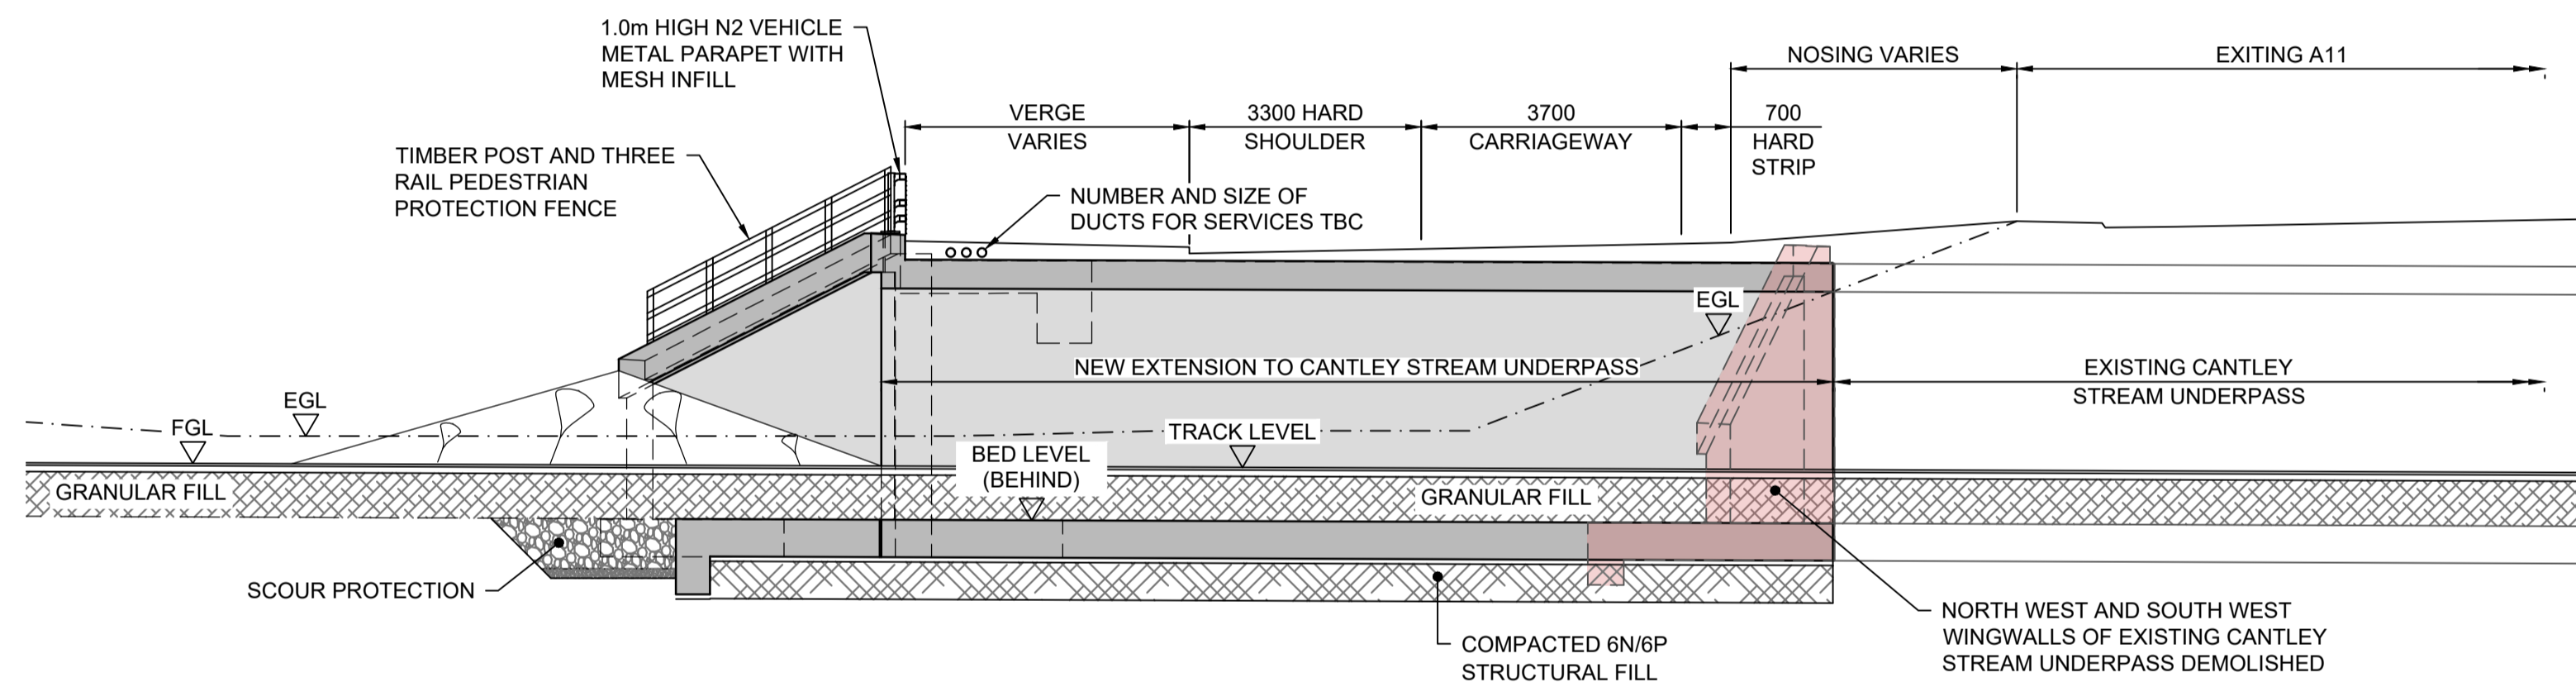 1.0m HIGH N2 VEHICLE
METAL PARAPET WITH
MESH INFILL
NOSING VARIES
EXITING A11
VERGE
VARIES
3300 HARD
SHOULDER
3700
CARRIAGEWAY
700
HARD
STRIP
TIMBER POST AND THREE
RAIL PEDESTRIAN
PROTECTION FENCE
NUMBER AND SIZE OF
DUCTS FOR SERVICES TBC
EGL
NEW EXTENSION TO CANTLEY STREAM UNDERPASS
EXISTING CANTLEY
STREAM UNDERPASS
EGL
FGL
TRACK LEVEL
BED LEVEL
(BEHIND)
GRANULAR FILL
GRANULAR FILL
SCOUR PROTECTION
COMPACTED 6N/6P
STRUCTURAL FILL
NORTH WEST AND SOUTH WEST
WINGWALLS OF EXISTING CANTLEY
STREAM UNDERPASS DEMOLISHED